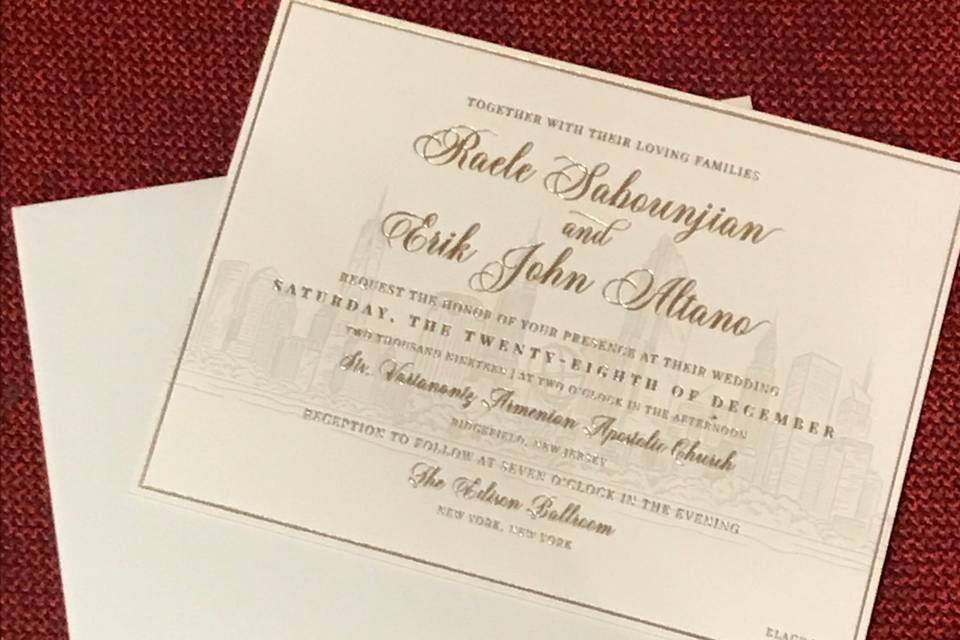 TOGETHER WITH THEIR LOVING FAMILIES
Raele Sabounjian
and
Erik John Altano
REQUEST THE HONOR OF YOUR PRESENCE AT THEIR WEDDING
SATURDAY, THE TWENTY-EIGHTH OF DECEMBER
TWO THOUSAND NINETEEN | AT TWO O'CLOCK IN THE AFTERNOON
Sts. Vartanantz Armenian Apostolic Church
RIDGEFIELD, NEW JERSEY
RECEPTION TO FOLLOW AT SEVEN O'CLOCK IN THE EVENING
The Edison Ballroom
NEW YORK, NEW YORK
BLACK